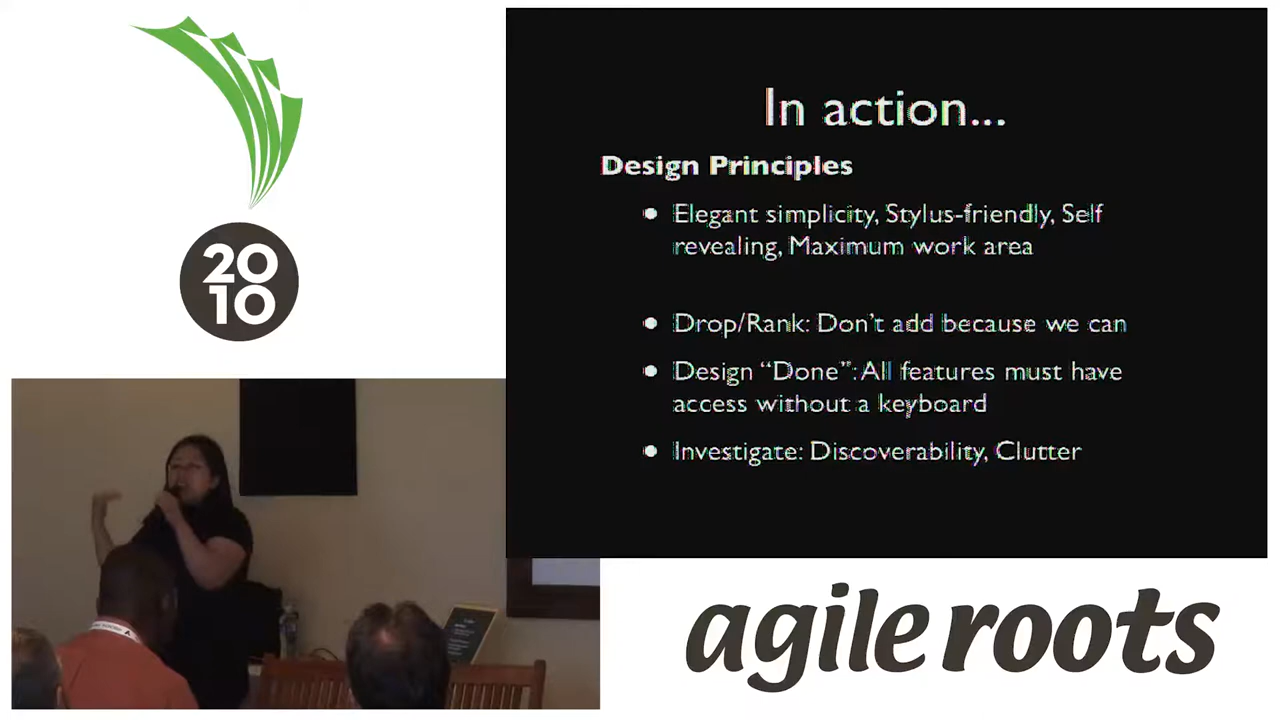 20
10
In action...
Design Principles
Elegant simplicity, Stylus-friendly, Self
revealing, Maximum work area
Drop/Rank: Don't add because we can
Design “Done”: All features must have
access without a keyboard
Investigate: Discoverability, Clutter
agile roots